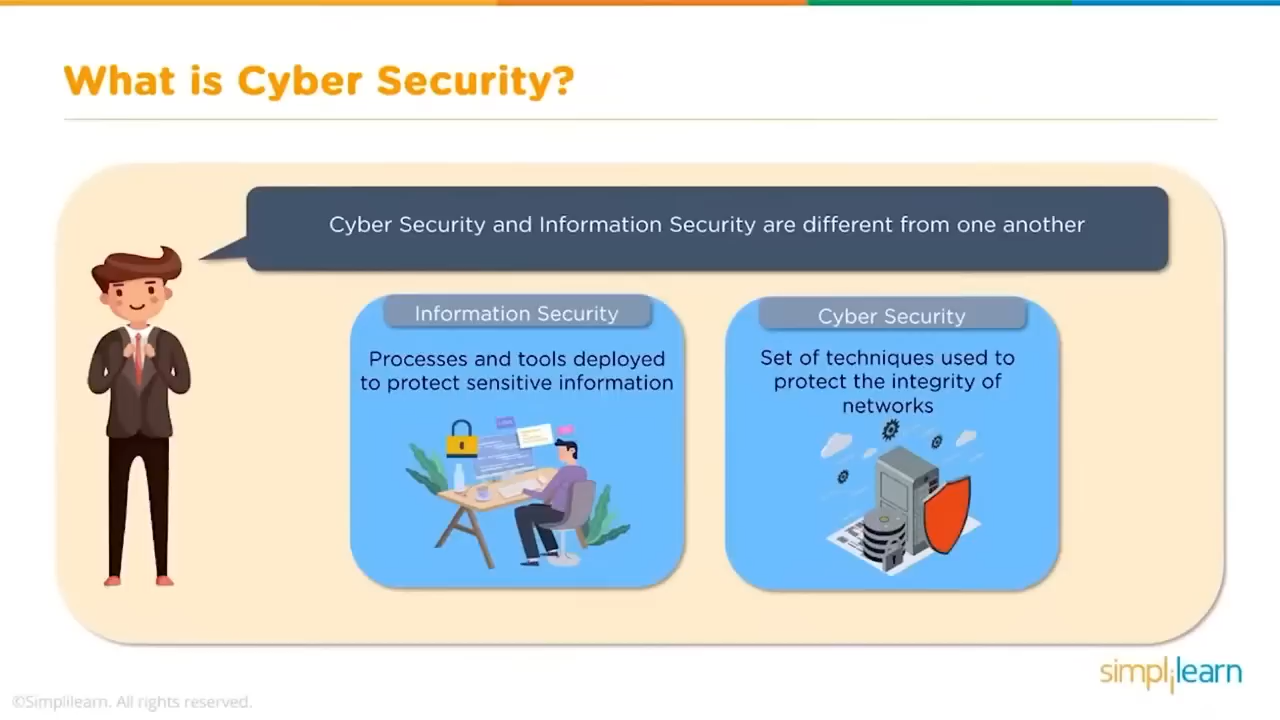 What is Cyber Security?
Cyber Security and Information Security are different from one another
Information Security
Processes and tools deployed
to protect sensitive information
Cyber Security
Set of techniques used to
protect the integrity of
networks
simplilearn
©Simplilearn. All rights reserved.